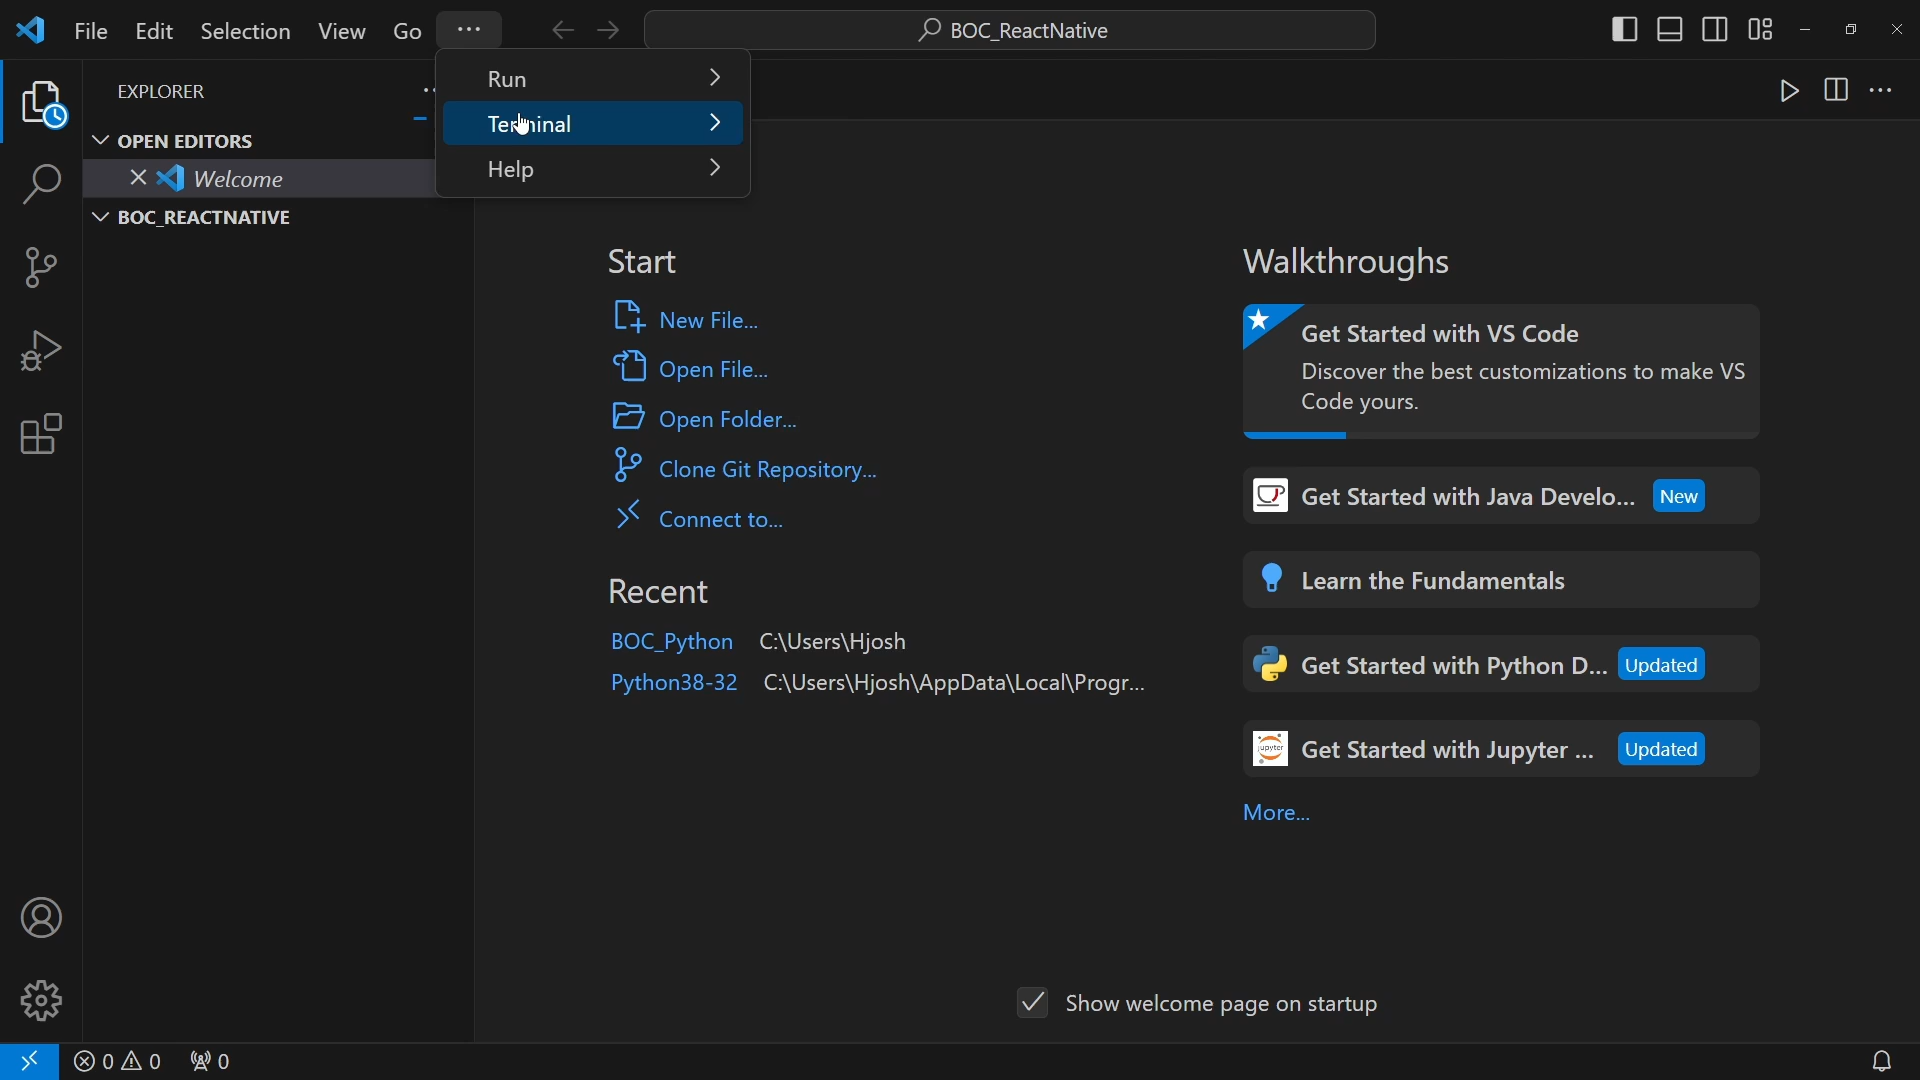 File Edit Selection View Go ... BOC_ReactNative
Run
EXPLORER
Terminal
OPEN EDITORS
Help
Welcome
BOC_REACTNATIVE
Start
New File...
Open File...
Open Folder...
Clone Git Repository...
Connect to...
Recent
BOC_Python C:\Users\Hjosh
Python38-32 C:\Users\Hjosh\AppData\Local\Progr...
Walkthroughs
Get Started with VS Code
Discover the best customizations to make VS
Code yours.
Get Started with Java Develo... New
Learn the Fundamentals
Get Started with Python D... Updated
jupyter Get Started with Jupyter ... Updated
More...
Show welcome page on startup
0 0 0